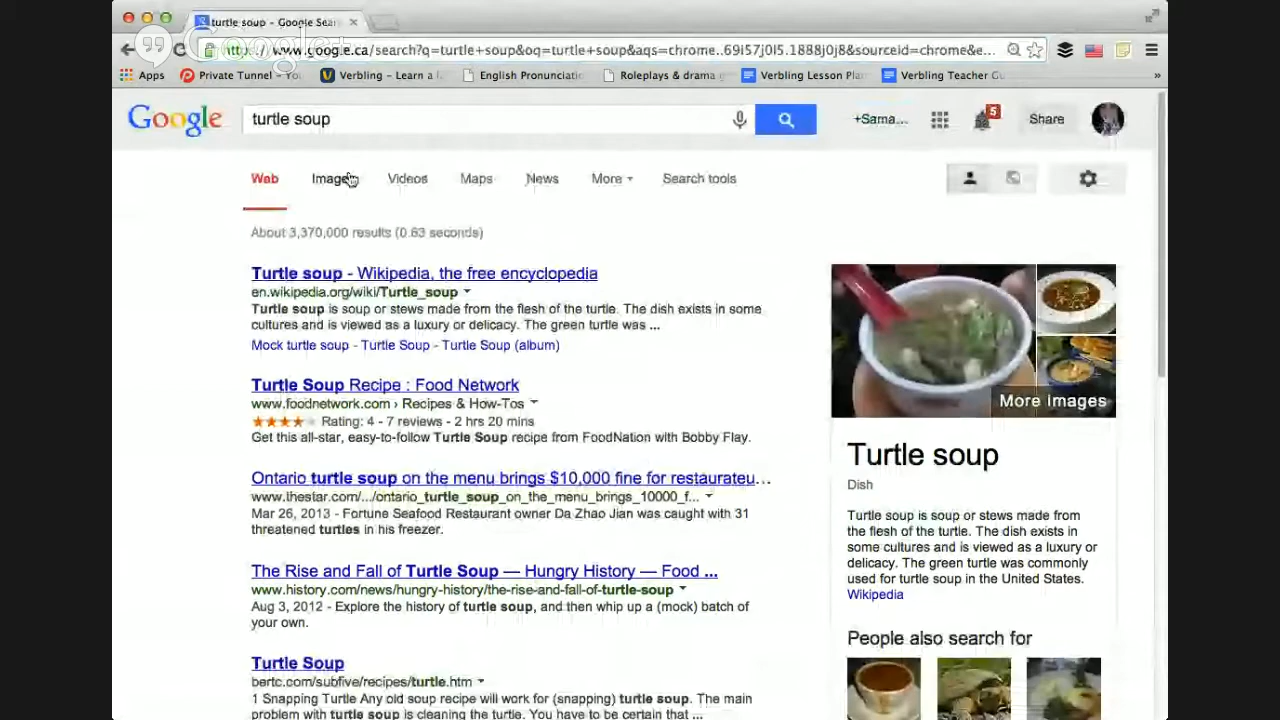 turtle soup - Google Sear
Google+
https://www.google.ca/search?q=turtle+soup&oq=turtle+soup&aqs=chrome..69i57j0l5.1888j0j8&sourceid=chrome&e...
Apps Private Tunnel - Verbling – Learn a English Pronunciatio Roleplays & drama Verbling Lesson Plan Verbling Teacher Gu »
Google turtle soup +Sama... 5 Share
Web Images Videos Maps News More Search tools
About 3,370,000 results (0.63 seconds)
Turtle soup - Wikipedia, the free encyclopedia
en.wikipedia.org/wiki/Turtle_soup
Turtle soup is soup or stews made from the flesh of the turtle. The dish exists in some
cultures and is viewed as a luxury or delicacy. The green turtle was ...
Mock turtle soup - Turtle Soup - Turtle Soup (album)
Turtle Soup Recipe : Food Network
www.foodnetwork.com › Recipes & How-Tos
Rating: 4 - 7 reviews - 2 hrs 20 mins
Get this all-star, easy-to-follow Turtle Soup recipe from FoodNation with Bobby Flay.
Ontario turtle soup on the menu brings $10,000 fine for restaurateu...
www.thestar.com/.../ontario_turtle_soup_on_the_menu_brings_10000_f...
Mar 26, 2013 - Fortune Seafood Restaurant owner Da Zhao Jian was caught with 31
threatened turtles in his freezer.
The Rise and Fall of Turtle Soup — Hungry History — Food ...
www.history.com/news/hungry-history/the-rise-and-fall-of-turtle-soup
Aug 3, 2012 - Explore the history of turtle soup, and then whip up a (mock) batch of
your own.
Turtle Soup
bertc.com/subfive/recipes/turtle.htm
1 Snapping Turtle Any old soup recipe will work for (snapping) turtle soup. The main
problem with turtle soup is cleaning the turtle. You have to be certain that ...
More images
Turtle soup
Dish
Turtle soup is soup or stews made from
the flesh of the turtle. The dish exists in
some cultures and is viewed as a luxury or
delicacy. The green turtle was commonly
used for turtle soup in the United States.
Wikipedia
People also search for